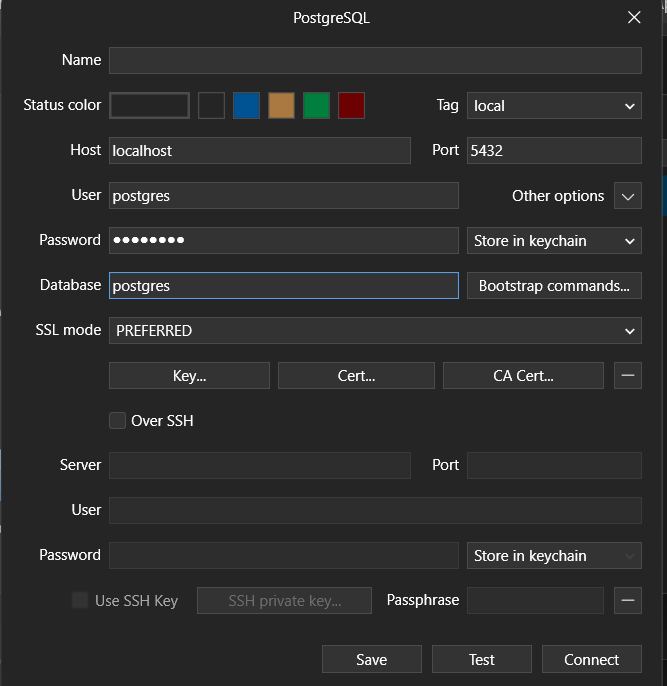 PostgreSQL
Name
Status color Tag local
Host localhost Port 5432
User postgres Other options
Password ●●●●●●●● Store in keychain
Database postgres Bootstrap commands...
SSL mode PREFERRED
Key... Cert... CA Cert...
Over SSH
Server Port
User
Password Store in keychain
Use SSH Key SSH private key... Passphrase
Save Test Connect